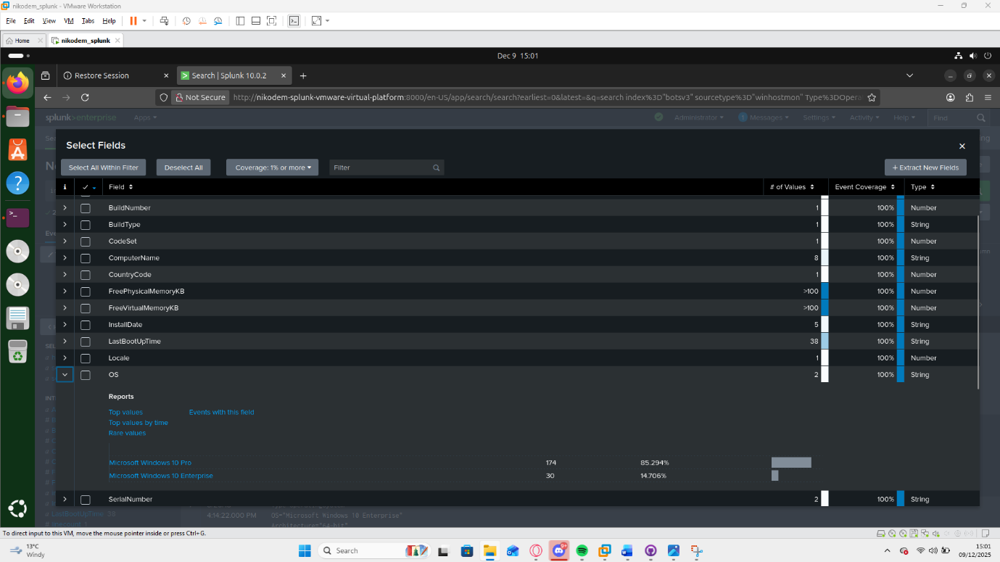 nikodem_splunk - VMware Workstation
File Edit View VM Tabs Help
Home nikodem_splunk
Dec 9 15:01
Restore Session Search | Splunk 10.0.2
Not Secure http://nikodem-splunk-vmware-virtual-platform:8000/en-US/app/search/search?earliest=0&latest=&q=search index%3D"botsv3" sourcetype%3D"winhostmon" Type%3DOpera
splunk>enterprise Apps Administrator 1 Messages Settings Activity Help Find
Select Fields
Select All Within Filter Deselect All Coverage: 1% or more Filter + Extract New Fields
i Field # of Values Event Coverage Type
BuildNumber 1 100% Number
BuildType 1 100% String
CodeSet 1 100% Number
ComputerName 8 100% String
CountryCode 1 100% Number
FreePhysicalMemoryKB >100 100% Number
FreeVirtualMemoryKB >100 100% Number
InstallDate 5 100% String
LastBootUpTime 38 100% String
Locale 1 100% Number
OS 2 100% String
Reports
Top values Events with this field
Top values by time
Rare values
Microsoft Windows 10 Pro 174 85.294%
Microsoft Windows 10 Enterprise 30 14.706%
SerialNumber 2 100% String
LastBootUpTime 38 4:14:22.000 PM OS="Microsoft Windows 10 Enterprise"
linecount Architecture="64-bit"
To direct input to this VM, move the mouse pointer inside or press Ctrl+G.
13°C
Windy
Search
9+
15:01
09/12/2025